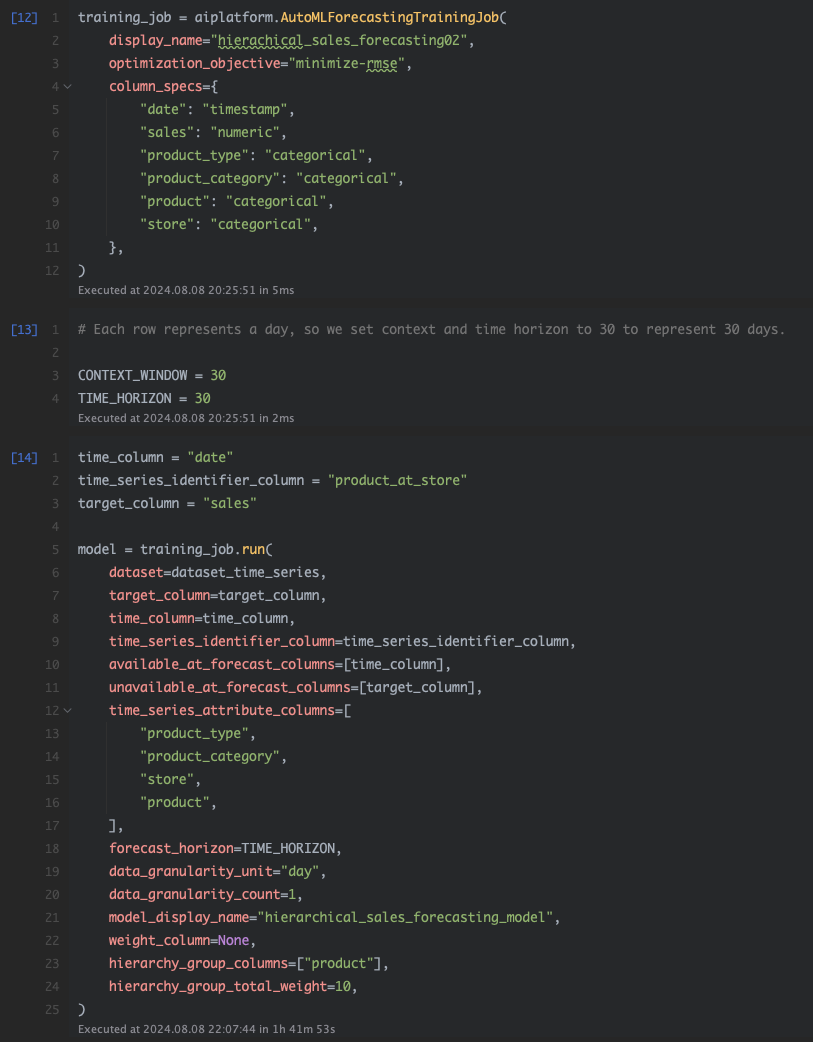 [12] 1 training_job = aiplatform.AutoMLForecastingTrainingJob(
2 display_name="hierachical_sales_forecasting02",
3 optimization_objective="minimize-rmse",
4 column_specs={
5 "date": "timestamp",
6 "sales": "numeric",
7 "product_type": "categorical",
8 "product_category": "categorical",
9 "product": "categorical",
10 "store": "categorical",
11 },
12 )
Executed at 2024.08.08 20:25:51 in 5ms
[13] 1 # Each row represents a day, so we set context and time horizon to 30 to represent 30 days.
2
3 CONTEXT_WINDOW = 30
4 TIME_HORIZON = 30
Executed at 2024.08.08 20:25:51 in 2ms
[14] 1 time_column = "date"
2 time_series_identifier_column = "product_at_store"
3 target_column = "sales"
4
5 model = training_job.run(
6 dataset=dataset_time_series,
7 target_column=target_column,
8 time_column=time_column,
9 time_series_identifier_column=time_series_identifier_column,
10 available_at_forecast_columns=[time_column],
11 unavailable_at_forecast_columns=[target_column],
12 time_series_attribute_columns=[
13 "product_type",
14 "product_category",
15 "store",
16 "product",
17 ],
18 forecast_horizon=TIME_HORIZON,
19 data_granularity_unit="day",
20 data_granularity_count=1,
21 model_display_name="hierarchical_sales_forecasting_model",
22 weight_column=None,
23 hierarchy_group_columns=["product"],
24 hierarchy_group_total_weight=10,
25 )
Executed at 2024.08.08 22:07:44 in 1h 41m 53s